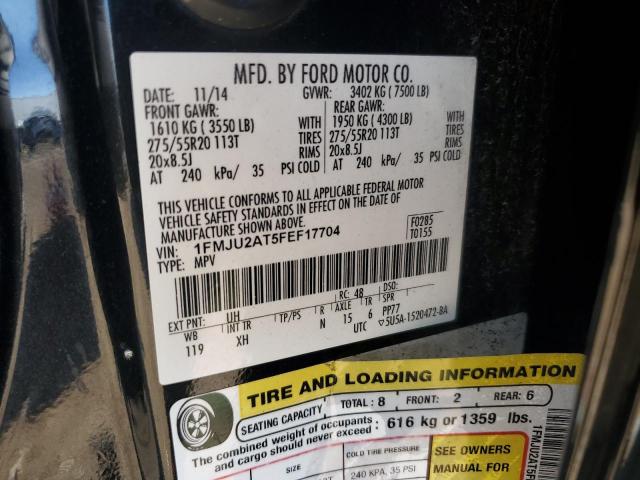 MFD. BY FORD MOTOR CO.
DATE: 11/14 GVWR: 3402 KG ( 7500 LB)
FRONT GAWR: REAR GAWR:
1610 KG ( 3550 LB) WITH 1950 KG ( 4300 LB) WITH
275/55R20 113T TIRES 275/55R20 113T TIRES
20x8.5J RIMS 20x8.5J RIMS
AT 240 kPa/ 35 PSI COLD AT 240 kPa/ 35 PSI COLD
THIS VEHICLE CONFORMS TO ALL APPLICABLE FEDERAL MOTOR
VEHICLE SAFETY STANDARDS IN EFFECT ON THE DATE OF
MANUFACTURE SHOWN ABOVE.
VIN: 1FMJU2AT5FEF17704 F0285
TYPE: MPV T0155
EXT PNT: UH RC: 48 DSO:
WB INT TR TP/PS R AXLE TR SPR
119 XH N 15 6 PP77
UTC ▽5U5A-1520472-BA
TIRE AND LOADING INFORMATION
SEATING CAPACITY TOTAL: 8 FRONT: 2 REAR: 6
The combined weight of occupants
and cargo should never exceed: 616 kg or 1359 lbs.
SIZE COLD TIRE PRESSURE SEE OWNERS
240 KPA, 35 PSI MANUAL FOR